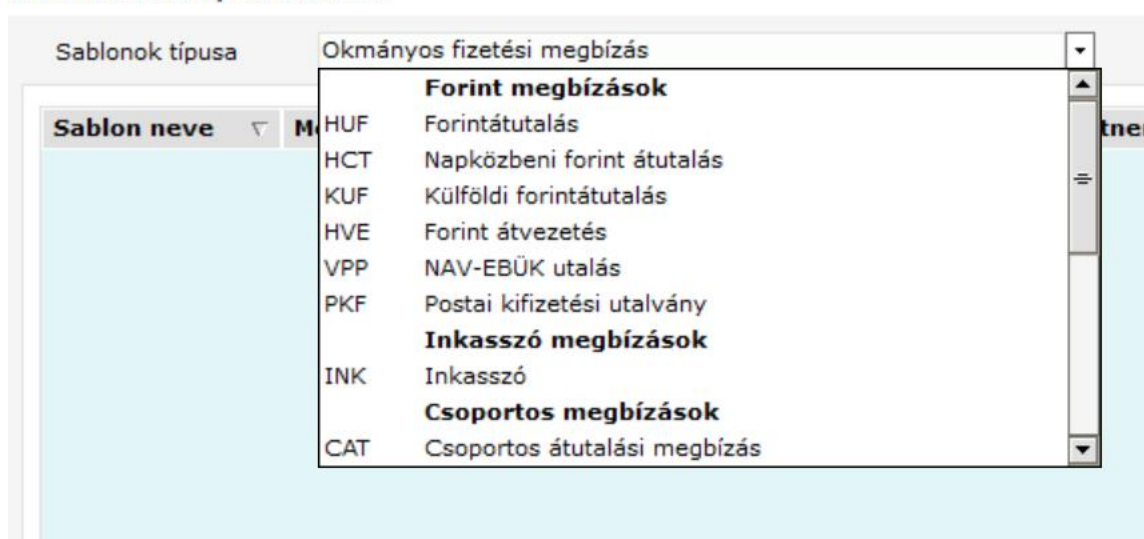 Sablonok típusa Okmányos fizetési megbízás
Forint megbízások
Sablon neve
HUF Forintátutalás
HCT Napközbeni forint átutalás
KUF Külföldi forintátutalás
HVE Forint átvezetés
VPP NAV-EBÜK utalás
PKF Postai kifizetési utalvány
Inkasszó megbízások
INK Inkasszó
Csoportos megbízások
CAT Csoportos átutalási megbízás